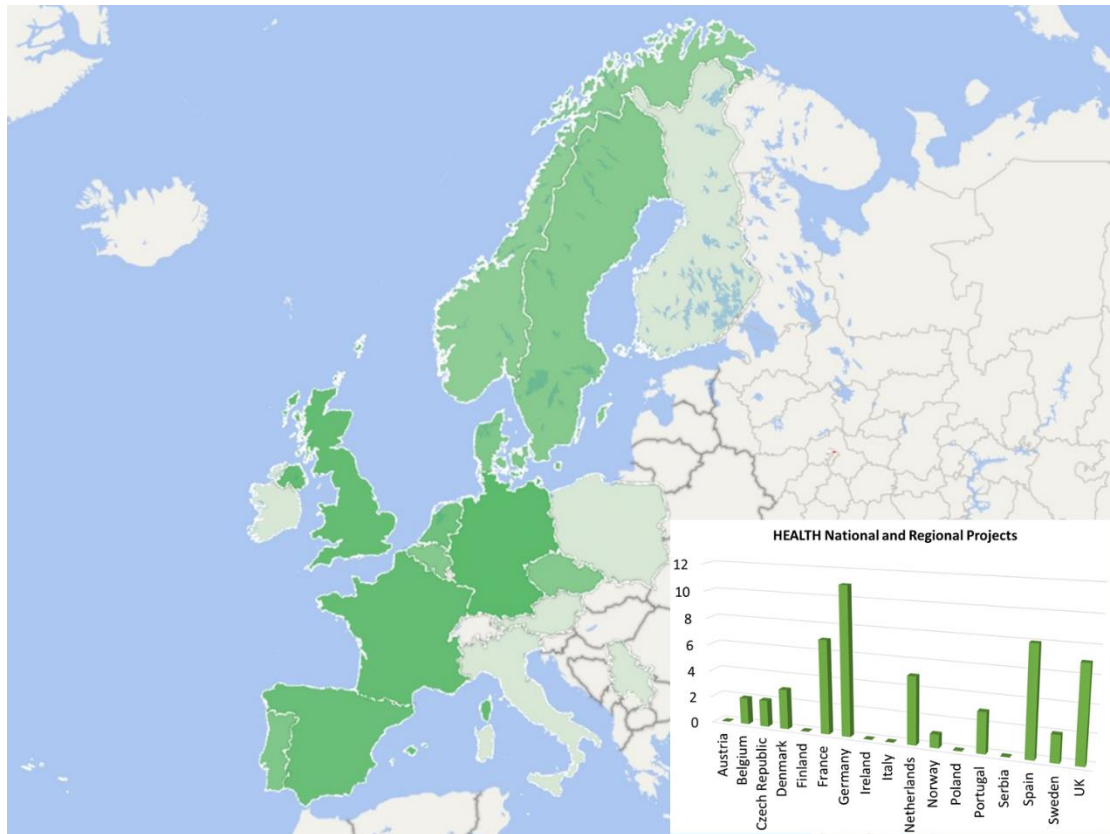 HEALTH National and Regional Projects
12
10
8
6
4
2
0
Austria
Belgium
Czech Republic
Denmark
Finland
France
Germany
Ireland
Italy
Netherlands
Norway
Poland
Portugal
Serbia
Spain
Sweden
UK